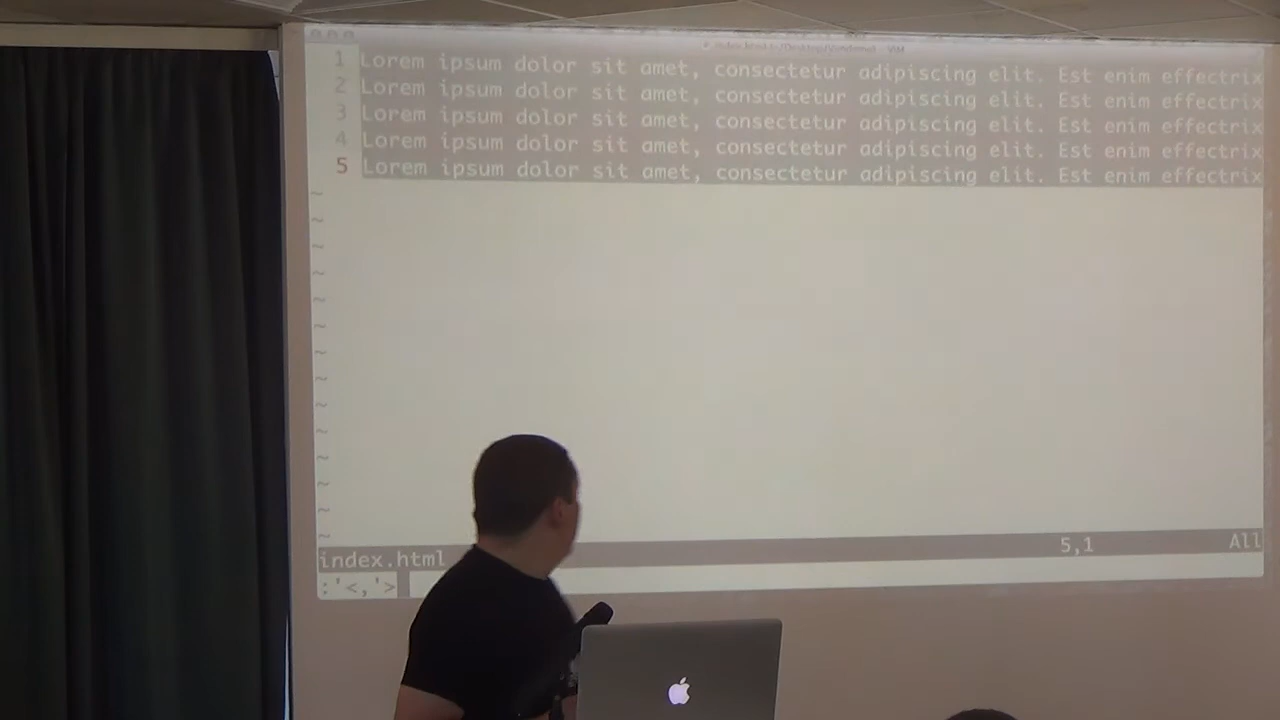 1 Lorem ipsum dolor sit amet, consectetur adipiscing elit. Est enim effectrix
2 Lorem ipsum dolor sit amet, consectetur adipiscing elit. Est enim effectrix
3 Lorem ipsum dolor sit amet, consectetur adipiscing elit. Est enim effectrix
4 Lorem ipsum dolor sit amet, consectetur adipiscing elit. Est enim effectrix
5 Lorem ipsum dolor sit amet, consectetur adipiscing elit. Est enim effectrix
~
~
~
~
~
~
~
~
~
~
~
~
~
~
index.html 5,1 All
:'<,'>